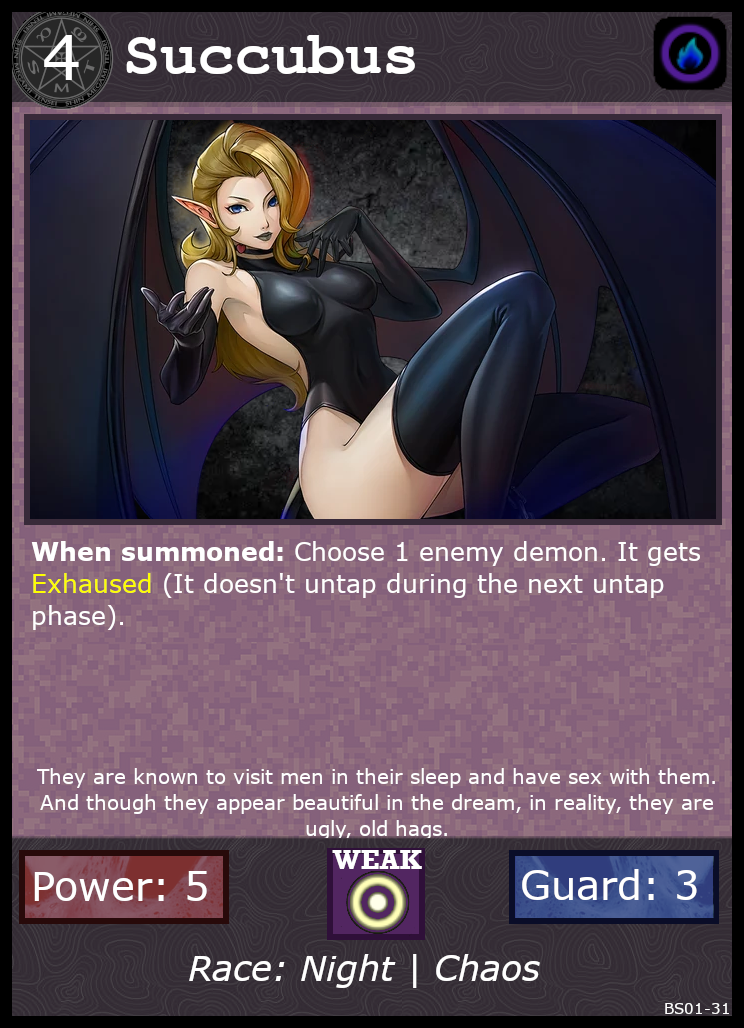 4 Succubus
When summoned: Choose 1 enemy demon. It gets
Exhaused (It doesn't untap during the next untap
phase).
They are known to visit men in their sleep and have sex with them.
And though they appear beautiful in the dream, in reality, they are
ugly, old hags.
WEAK
Power: 5
Guard: 3
Race: Night | Chaos
BS01-31